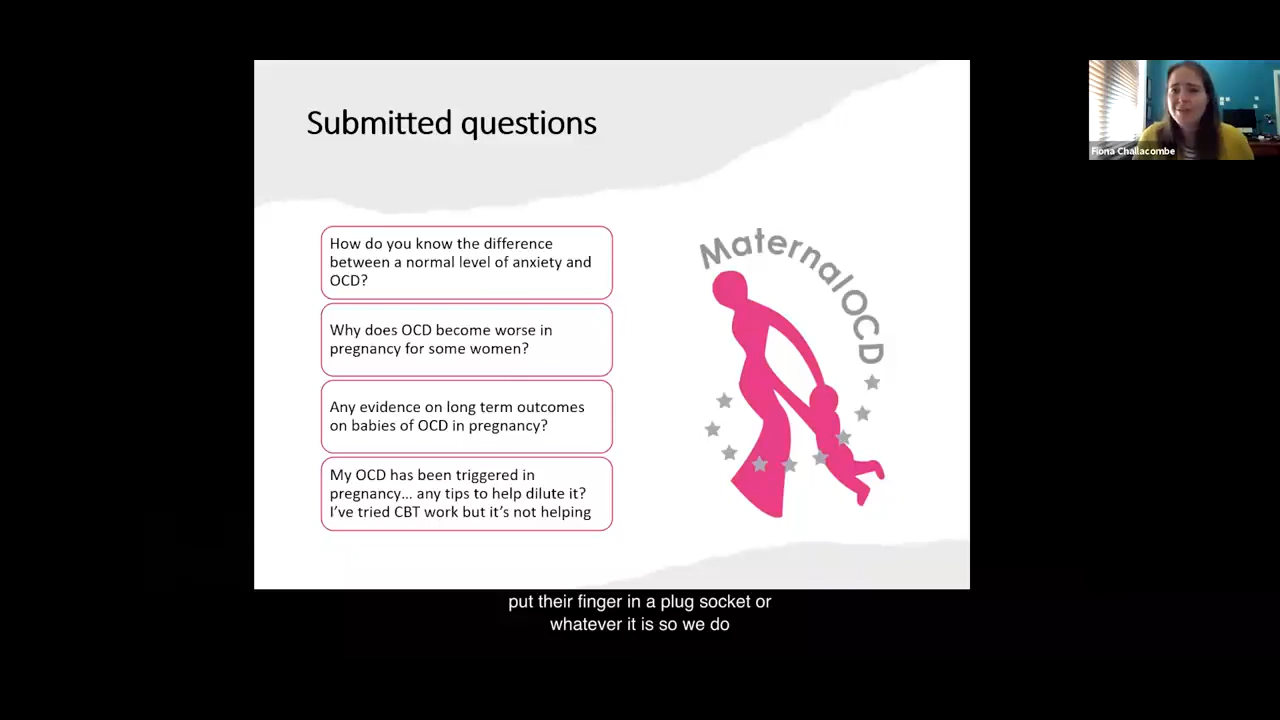 Submitted questions
How do you know the difference
between a normal level of anxiety and
OCD?
Why does OCD become worse in
pregnancy for some women?
Any evidence on long term outcomes
on babies of OCD in pregnancy?
My OCD has been triggered in
pregnancy... any tips to help dilute it?
I've tried CBT work but it's not helping
MaternalOCD
Fiona Challacombe
put their finger in a plug socket or
whatever it is so we do